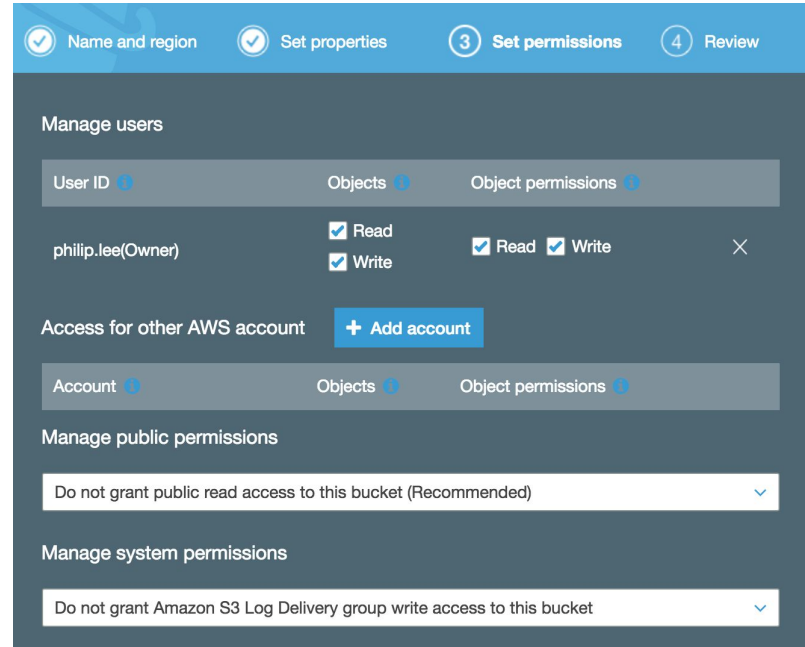 Name and region Set properties 3 Set permissions 4 Review
Manage users
User ID Objects Object permissions
philip.lee(Owner) Read Read Write
Write
Access for other AWS account + Add account
Account Objects Object permissions
Manage public permissions
Do not grant public read access to this bucket (Recommended)
Manage system permissions
Do not grant Amazon S3 Log Delivery group write access to this bucket